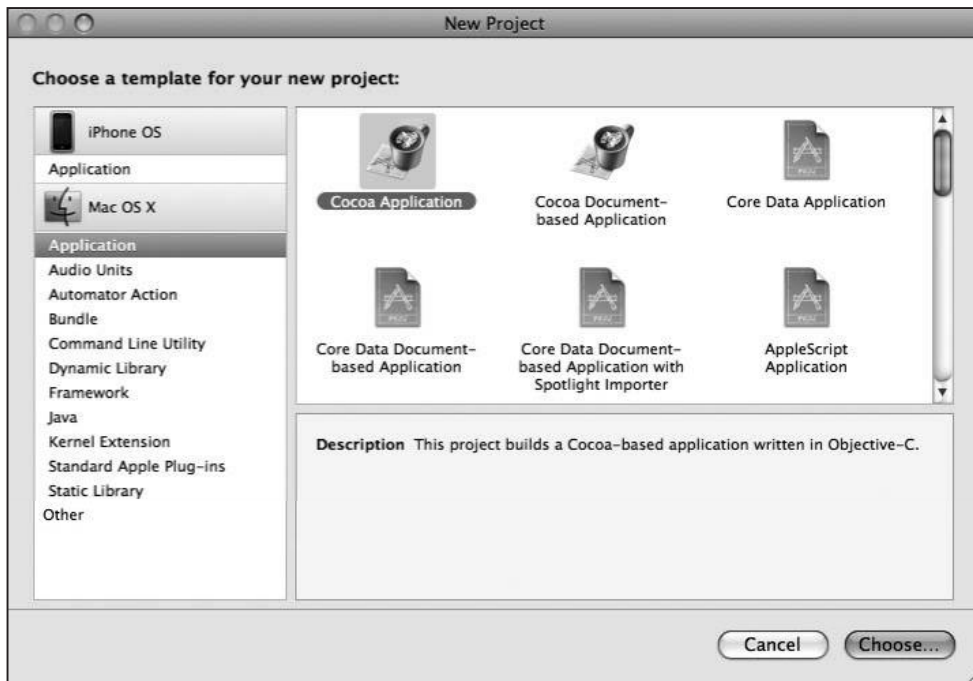 New Project
Choose a template for your new project:
iPhone OS
Application
Mac OS X
Application
Audio Units
Automator Action
Bundle
Command Line Utility
Dynamic Library
Framework
Java
Kernel Extension
Standard Apple Plug-ins
Static Library
Other
Cocoa Application
Cocoa Document-
based Application
Core Data Application
Core Data Document-
based Application
Core Data Document-
based Application with
Spotlight Importer
AppleScript
Application
Description This project builds a Cocoa-based application written in Objective-C.
Cancel
Choose...